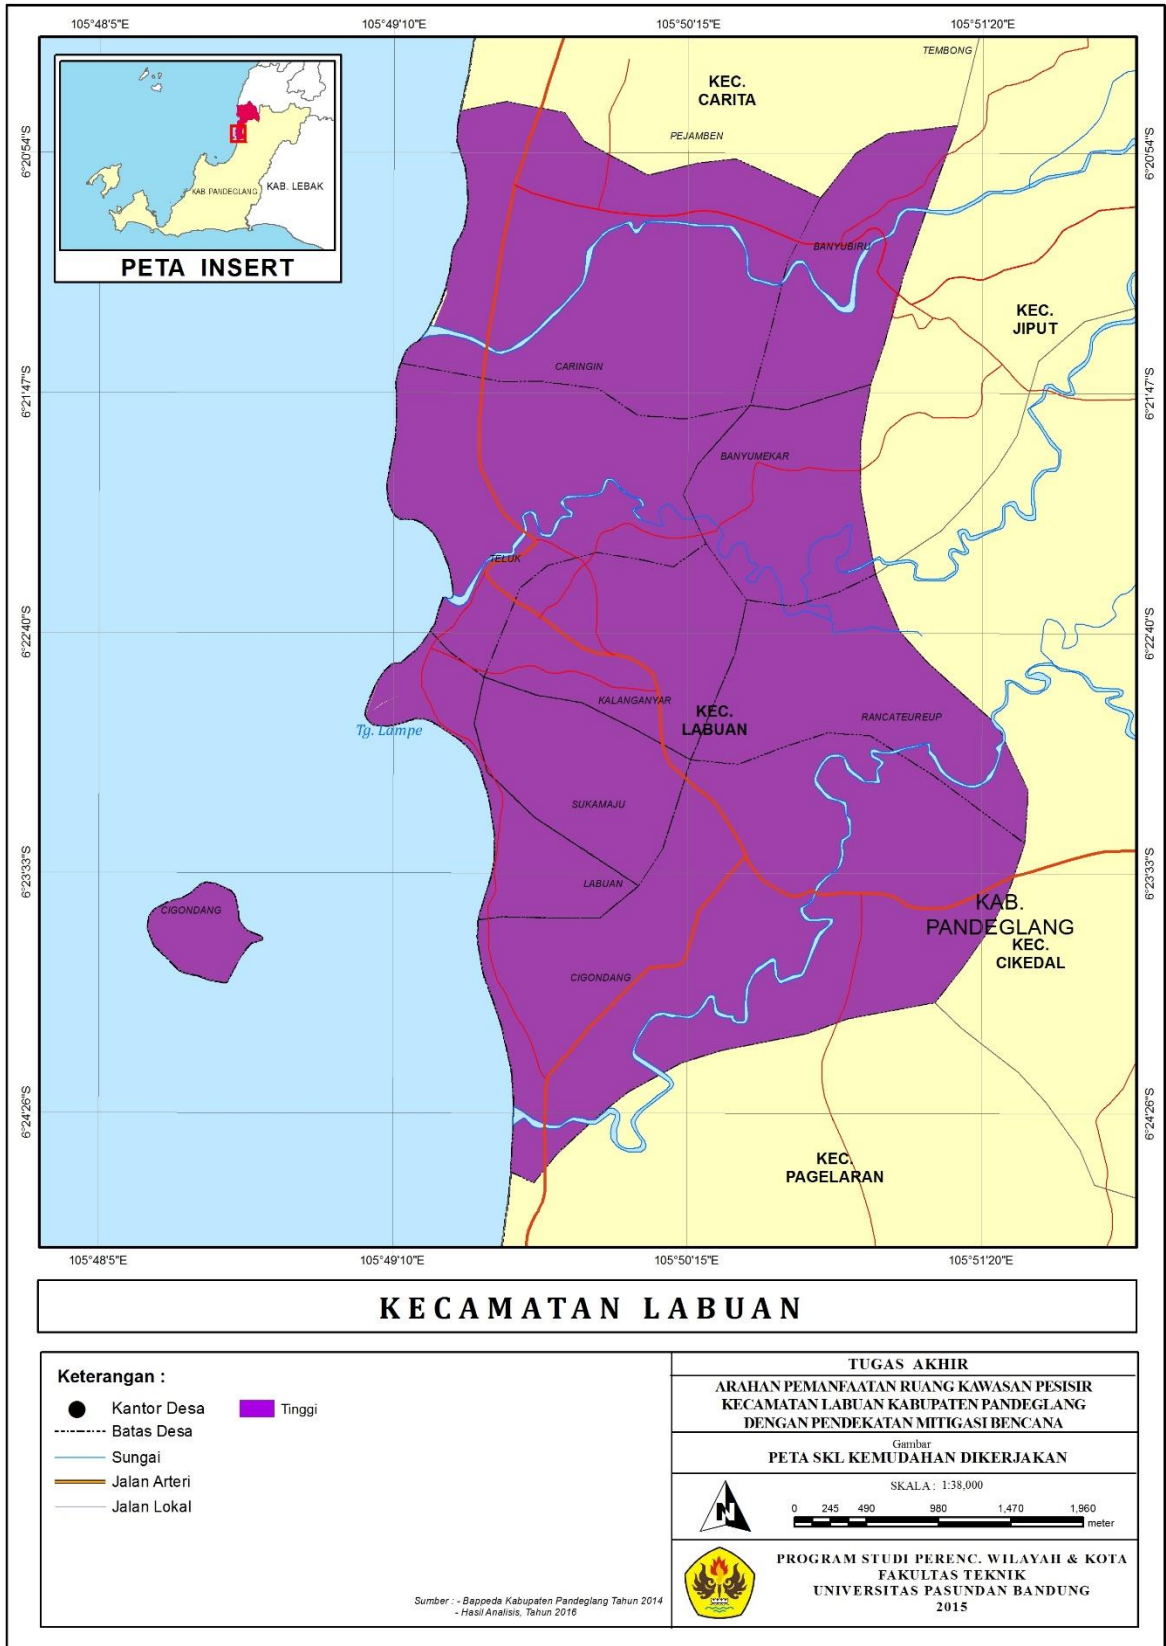 105°48'5"E
105°49'10"E
105°50'15"E
105°51'20"E
6°20'54"S
6°20'54"S
6°21'47"S
6°21'47"S
6°22'40"S
6°22'40"S
6°23'33"S
6°23'33"S
6°24'26"S
6°24'26"S
KAB. PANDEGLANG
KAB. LEBAK
PETA INSERT
TEMBONG
KEC.
CARITA
PEJAMBEN
BANYUBIRU
KEC.
JIPUT
CARINGIN
BANYUMEKAR
TELUK
KALANGANYAR
KEC.
LABUAN
RANCATEUREUP
Tg. Lampe
SUKAMAJU
LABUAN
CIGONDANG
KAB.
PANDEGLANG
KEC.
CIKEDAL
CIGONDANG
KEC.
PAGELARAN
105°48'5"E
105°49'10"E
105°50'15"E
105°51'20"E
KECAMATAN LABUAN
Keterangan :
Kantor Desa
Tinggi
Batas Desa
Sungai
Jalan Arteri
Jalan Lokal
Sumber : - Bappeda Kabupaten Pandeglang Tahun 2014
- Hasil Analisis, Tahun 2016
TUGAS AKHIR
ARAHAN PEMANFAATAN RUANG KAWASAN PESISIR
KECAMATAN LABUAN KABUPATEN PANDEGLANG
DENGAN PENDEKATAN MITIGASI BENCANA
Gambar
PETA SKL KEMUDAHAN DIKERJAKAN
SKALA : 1:38,000
N
0 245 490 980 1,470 1,960
meter
PROGRAM STUDI PERENC. WILAYAH & KOTA
FAKULTAS TEKNIK
UNIVERSITAS PASUNDAN BANDUNG
2015